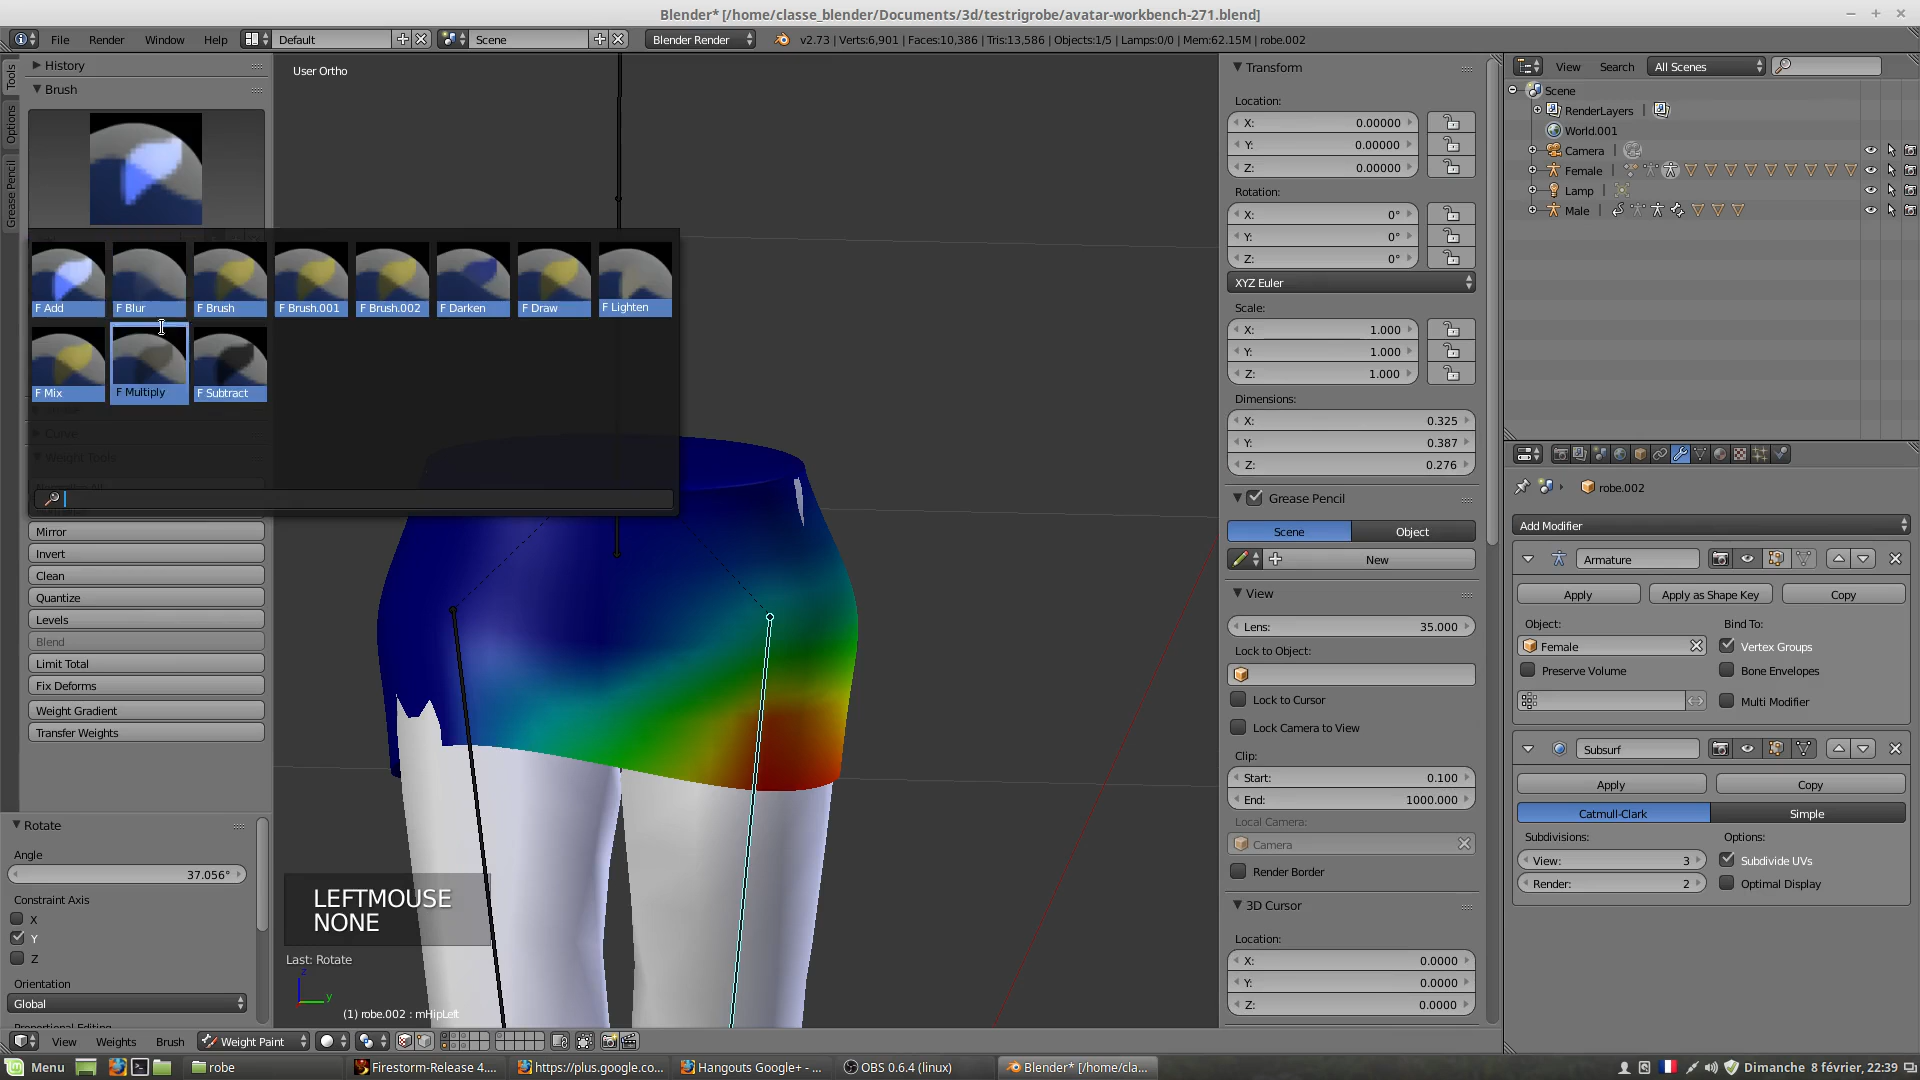 Blender* [/home/classe_blender/Documents/3d/testrigrobe/avatar-workbench-271.blend]
File Render Window Help Default Scene Blender Render v2.73 | Verts:6,901 | Faces:10,386 | Tris:13,586 | Objects:1/5 | Lamps:0/0 | Mem:62.15M | robe.002
Tools
Options
Grease Pencil
History
Brush
F Add
F Blur
F Brush
F Brush.001
F Brush.002
F Darken
F Draw
F Lighten
F Mix
F Multiply
F Subtract
Curve
Weight Tools
Mirror
Invert
Clean
Quantize
Levels
Blend
Limit Total
Fix Deforms
Weight Gradient
Transfer Weights
Rotate
Angle
37.056°
Constraint Axis
X
Y
Z
Orientation
Global
User Ortho
LEFTMOUSE
NONE
Last: Rotate
z
y
(1) robe.002 : mHipLeft
View Weights Brush Weight Paint
Transform
Location:
X: 0.00000
Y: 0.00000
Z: 0.00000
Rotation:
X: 0°
Y: 0°
Z: 0°
XYZ Euler
Scale:
X: 1.000
Y: 1.000
Z: 1.000
Dimensions:
X: 0.325
Y: 0.387
Z: 0.276
Grease Pencil
Scene Object
New
View
Lens: 35.000
Lock to Object:
Lock to Cursor
Lock Camera to View
Clip:
Start: 0.100
End: 1000.000
Local Camera:
Camera
Render Border
3D Cursor
Location:
X: 0.0000
Y: 0.0000
Z: 0.0000
View Search All Scenes
Scene
RenderLayers
World.001
Camera
Female
Lamp
Male
robe.002
Add Modifier
Armature
Apply Apply as Shape Key Copy
Object: Bind To:
Female Vertex Groups
Preserve Volume Bone Envelopes
Multi Modifier
Subsurf
Apply Copy
Catmull-Clark Simple
Subdivisions: Options:
View: 3 Subdivide UVs
Render: 2 Optimal Display
Menu robe Firestorm-Release 4.... https://plus.google.co... Hangouts Google+ - ... OBS 0.6.4 (linux) Blender* [/home/cla... Dimanche 8 février, 22:39